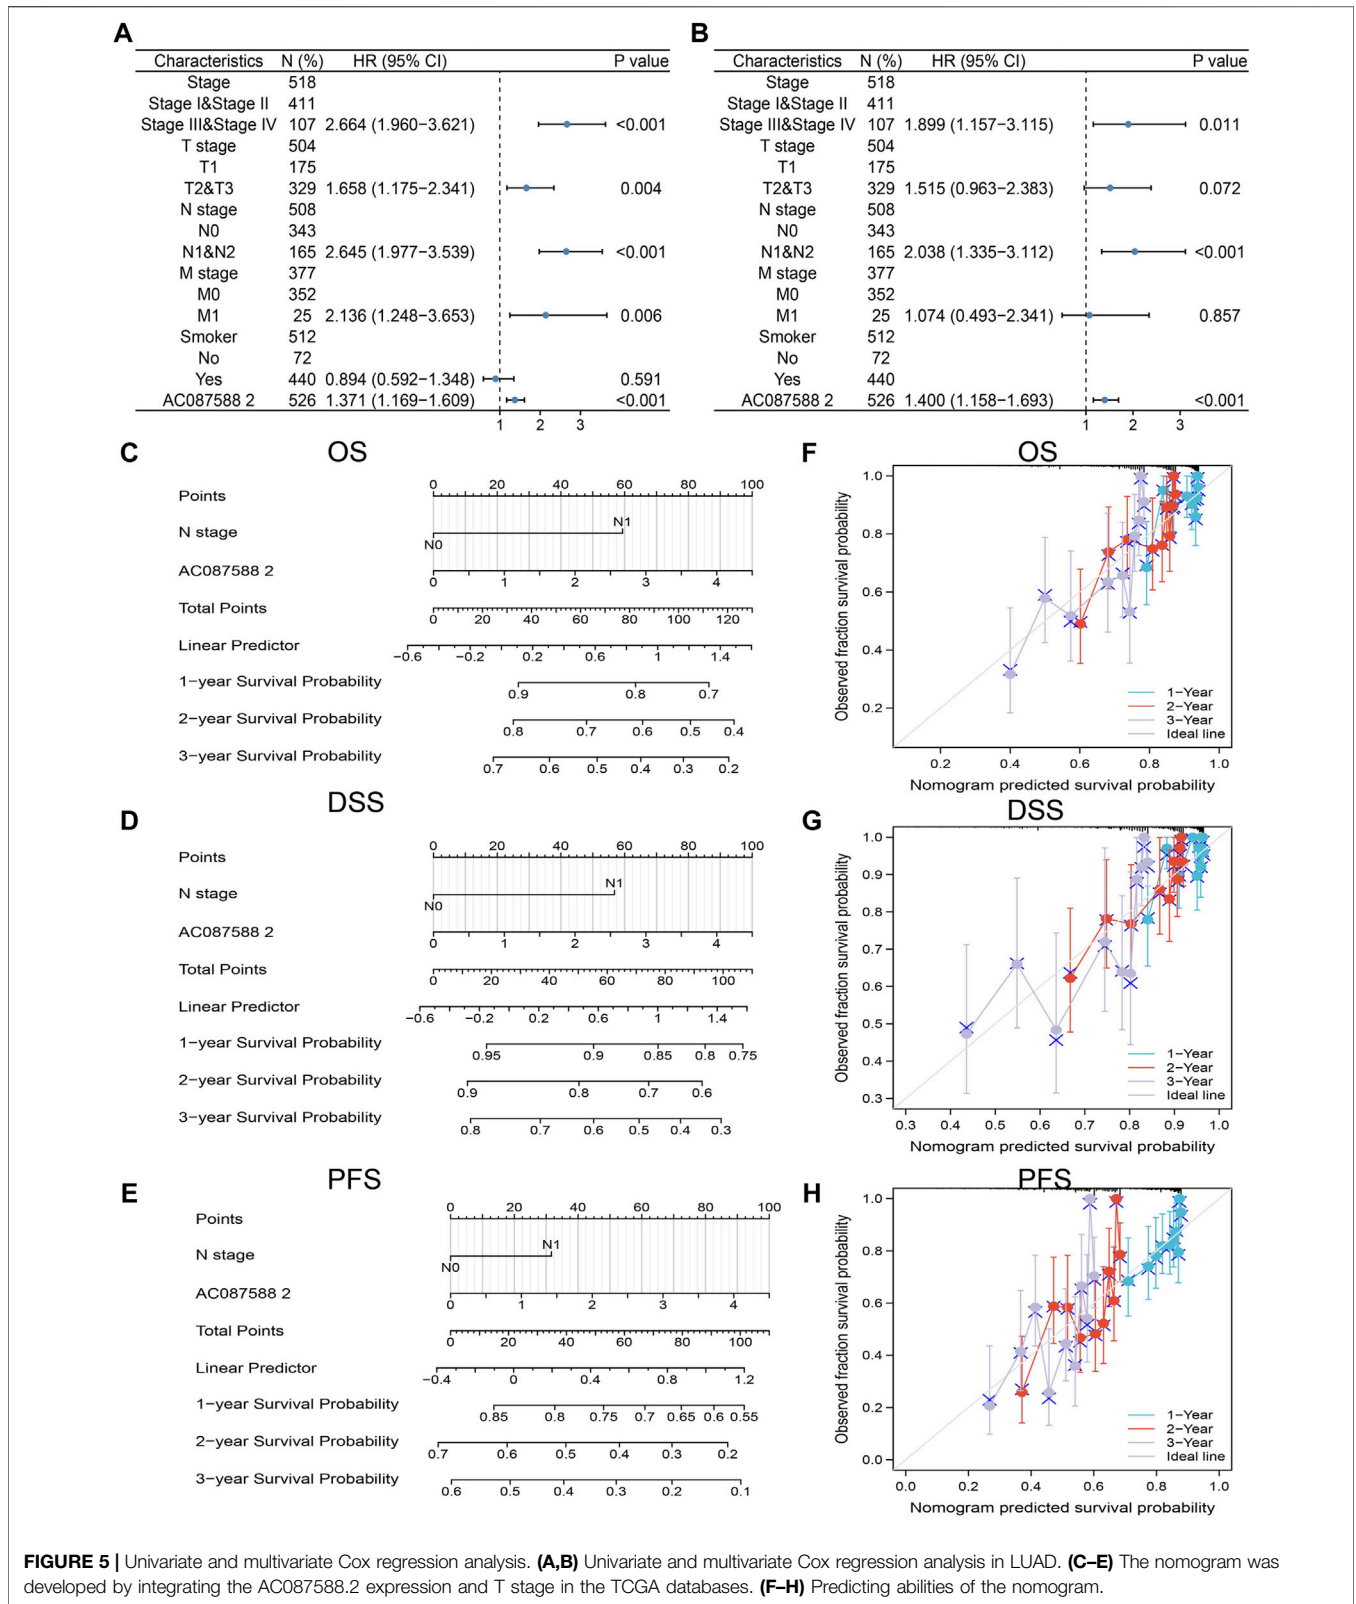 A
Characteristics N (%) HR (95% CI) P value
Stage 518
Stage I&Stage II 411
Stage III&Stage IV 107 2.664 (1.960−3.621) <0.001
T stage 504
T1 175
T2&T3 329 1.658 (1.175−2.341) 0.004
N stage 508
N0 343
N1&N2 165 2.645 (1.977−3.539) <0.001
M stage 377
M0 352
M1 25 2.136 (1.248−3.653) 0.006
Smoker 512
No 72
Yes 440 0.894 (0.592−1.348) 0.591
AC087588 2 526 1.371 (1.169−1.609) <0.001
1 2 3
B
Characteristics N (%) HR (95% CI) P value
Stage 518
Stage I&Stage II 411
Stage III&Stage IV 107 1.899 (1.157−3.115) 0.011
T stage 504
T1 175
T2&T3 329 1.515 (0.963−2.383) 0.072
N stage 508
N0 343
N1&N2 165 2.038 (1.335−3.112) <0.001
M stage 377
M0 352
M1 25 1.074 (0.493−2.341) 0.857
Smoker 512
No 72
Yes 440
AC087588 2 526 1.400 (1.158−1.693) <0.001
1 2 3
C OS
Points 0 20 40 60 80 100
N stage N0 N1
AC087588 2 0 1 2 3 4
Total Points 0 20 40 60 80 100 120
Linear Predictor −0.6 −0.2 0.2 0.6 1 1.4
1−year Survival Probability 0.9 0.8 0.7
2−year Survival Probability 0.8 0.7 0.6 0.5 0.4
3−year Survival Probability 0.7 0.6 0.5 0.4 0.3 0.2
F OS
Observed fraction survival probability
1.0
0.8
0.6
0.4
0.2
1−Year
2−Year
3−Year
Ideal line
0.2 0.4 0.6 0.8 1.0
Nomogram predicted survival probability
D DSS
Points 0 20 40 60 80 100
N stage N0 N1
AC087588 2 0 1 2 3 4
Total Points 0 20 40 60 80 100
Linear Predictor −0.6 −0.2 0.2 0.6 1 1.4
1−year Survival Probability 0.95 0.9 0.85 0.8 0.75
2−year Survival Probability 0.9 0.8 0.7 0.6
3−year Survival Probability 0.8 0.7 0.6 0.5 0.4 0.3
G DSS
Observed fraction survival probability
1.0
0.9
0.8
0.7
0.6
0.5
0.4
0.3
1−Year
2−Year
3−Year
Ideal line
0.3 0.4 0.5 0.6 0.7 0.8 0.9 1.0
Nomogram predicted survival probability
E PFS
Points 0 20 40 60 80 100
N stage N0 N1
AC087588 2 0 1 2 3 4
Total Points 0 20 40 60 80 100
Linear Predictor −0.4 0 0.4 0.8 1.2
1−year Survival Probability 0.85 0.8 0.75 0.7 0.65 0.6 0.55
2−year Survival Probability 0.7 0.6 0.5 0.4 0.3 0.2
3−year Survival Probability 0.6 0.5 0.4 0.3 0.2 0.1
H PFS
Observed fraction survival probability
1.0
0.8
0.6
0.4
0.2
0.0
1−Year
2−Year
3−Year
Ideal line
0.0 0.2 0.4 0.6 0.8 1.0
Nomogram predicted survival probability
FIGURE 5 | Univariate and multivariate Cox regression analysis. (A,B) Univariate and multivariate Cox regression analysis in LUAD. (C–E) The nomogram was
developed by integrating the AC087588.2 expression and T stage in the TCGA databases. (F–H) Predicting abilities of the nomogram.